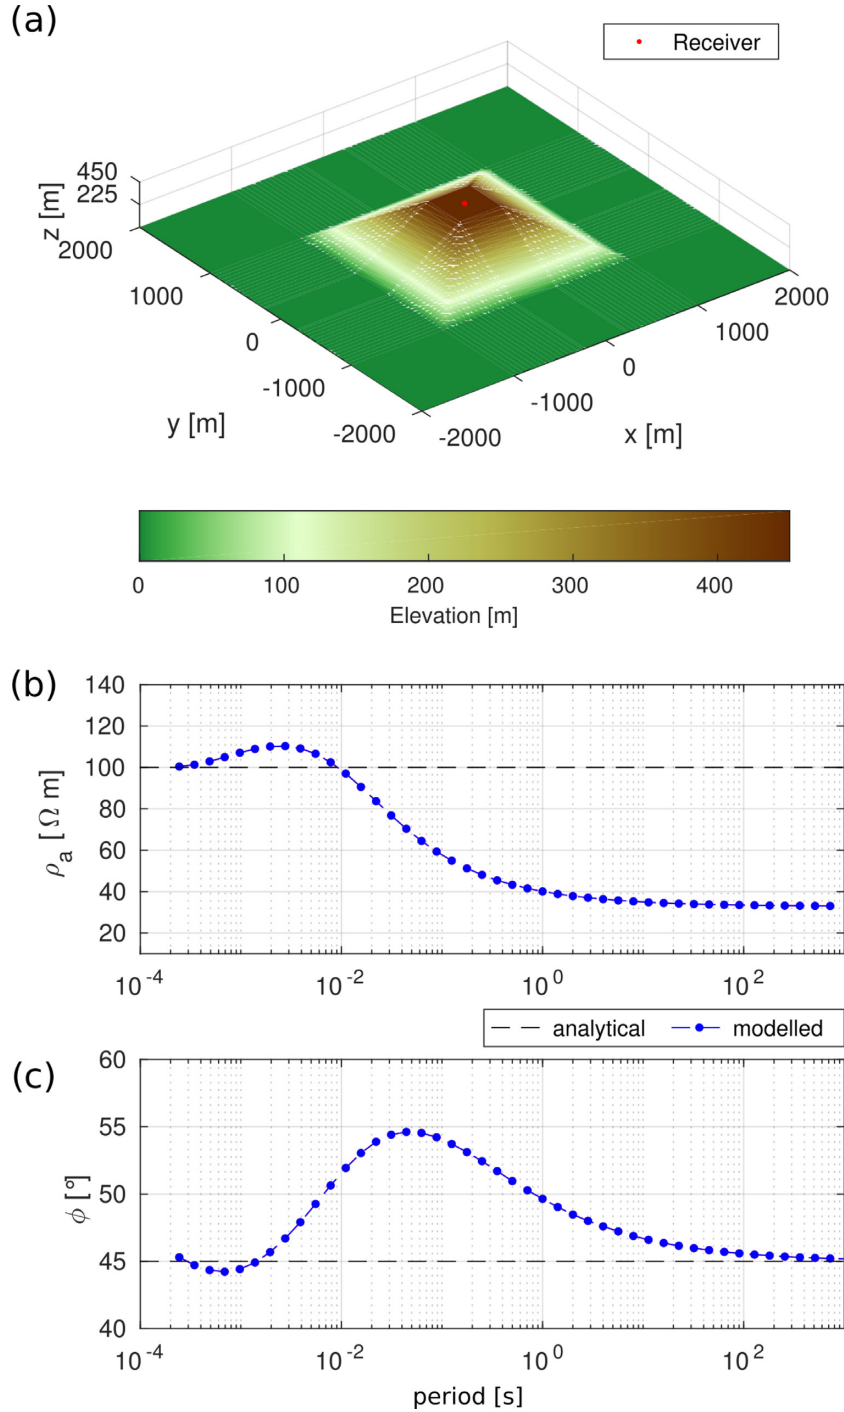 (a)
Receiver
450
225
z [m]
2000
1000
0
-1000
-2000
y [m]
2000
1000
0
-1000
-2000
x [m]
0 100 200 300 400
Elevation [m]
(b)
140
120
100
80
60
40
20
ρa [ Ω m]
10-4 10-2 100 102
analytical modelled
(c)
60
55
50
45
40
ϕ [°]
10-4 10-2 100 102
period [s]